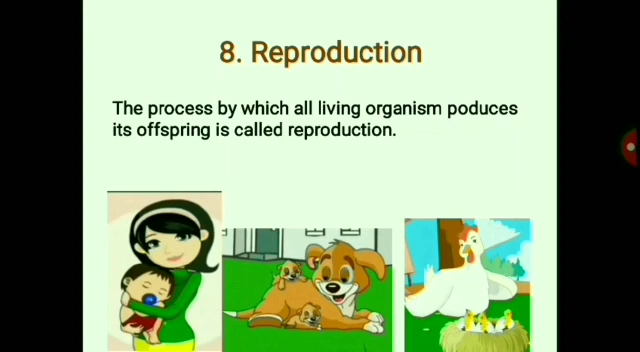 8. Reproduction
The process by which all living organism poduces
its offspring is called reproduction.